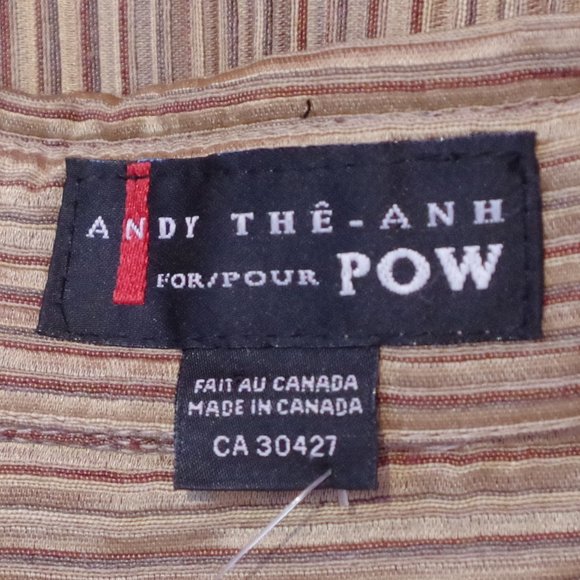 ANDY THÊ-ANH
FOR/POUR POW
FAIT AU CANADA
MADE IN CANADA
CA 30427